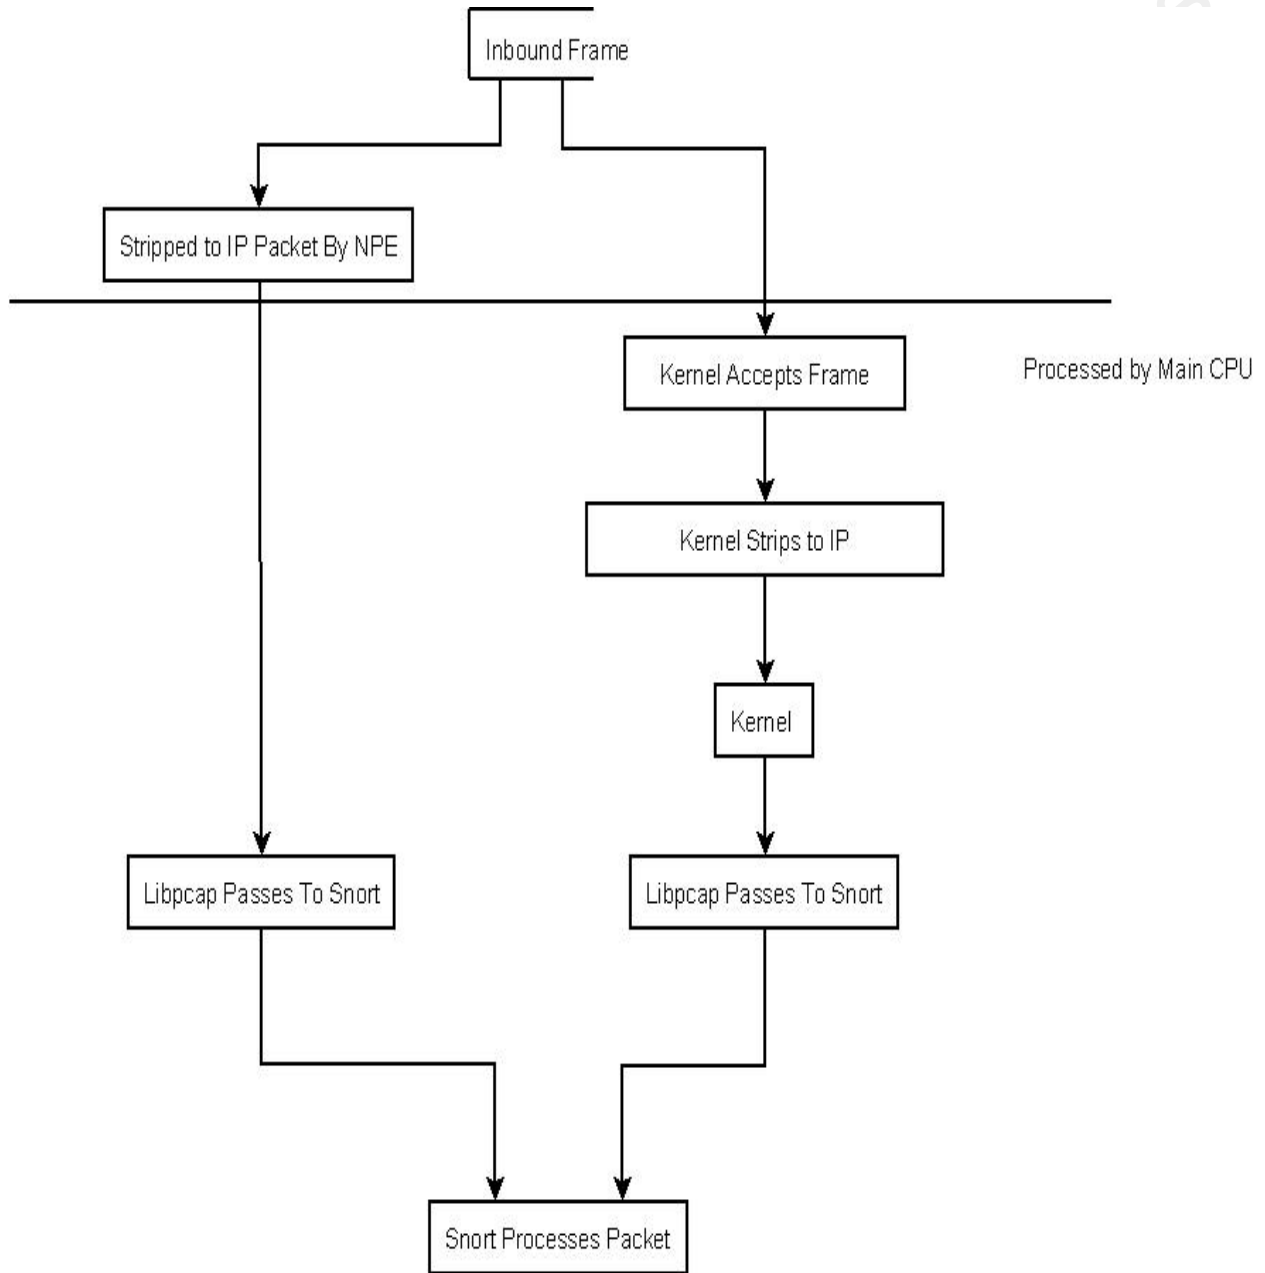 Inbound Frame
Stripped to IP Packet By NPE
Kernel Accepts Frame
Processed by Main CPU
Kernel Strips to IP
Kernel
Libpcap Passes To Snort
Libpcap Passes To Snort
Snort Processes Packet